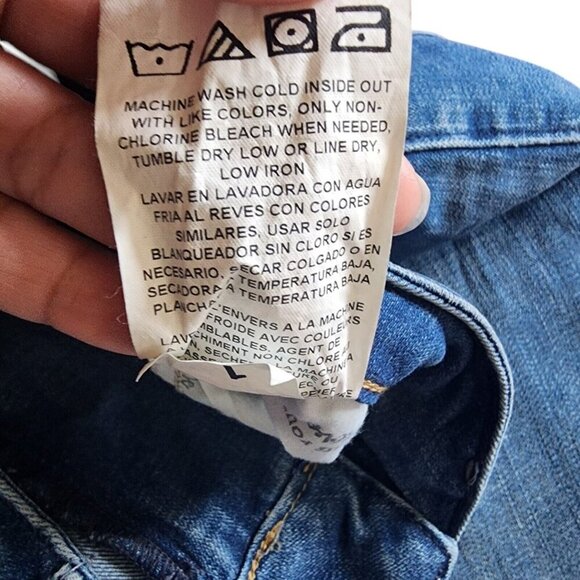 MACHINE WASH COLD INSIDE OUT
WITH LIKE COLORS, ONLY NON-
CHLORINE BLEACH WHEN NEEDED,
TUMBLE DRY LOW OR LINE DRY,
LOW IRON
LAVAR EN LAVADORA CON AGUA
FRIA AL REVES CON COLORES
SIMILARES, USAR SOLO
BLANQUEADOR SIN CLORO SI ES
NECESARIO, SECAR COLGADO O EN
SECADORA TEMPERATURA BAJA,
PLANCHA TEMPERATURA BAJA
ENVERS A LA MACHINE
FROIDE AVEC COULEURS
AGENT DE
NON CHLORÉ